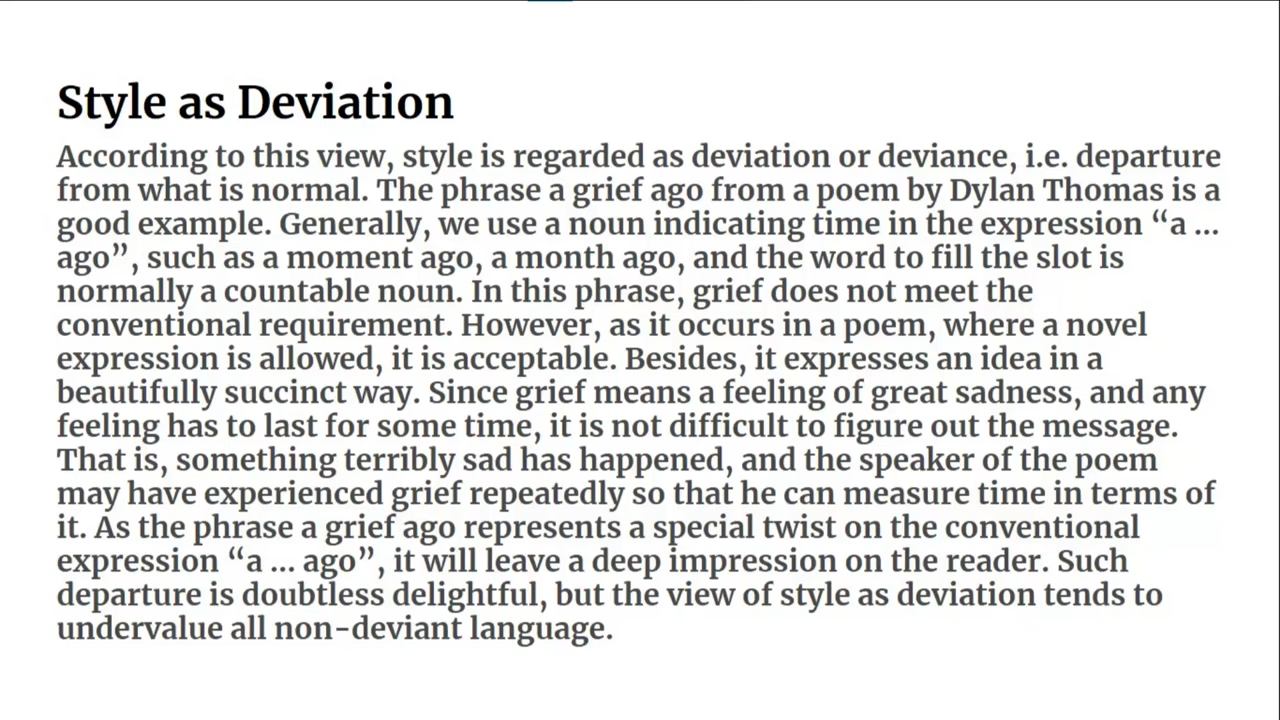 Style as Deviation
According to this view, style is regarded as deviation or deviance, i.e. departure
from what is normal. The phrase a grief ago from a poem by Dylan Thomas is a
good example. Generally, we use a noun indicating time in the expression “a ...
ago”, such as a moment ago, a month ago, and the word to fill the slot is
normally a countable noun. In this phrase, grief does not meet the
conventional requirement. However, as it occurs in a poem, where a novel
expression is allowed, it is acceptable. Besides, it expresses an idea in a
beautifully succinct way. Since grief means a feeling of great sadness, and any
feeling has to last for some time, it is not difficult to figure out the message.
That is, something terribly sad has happened, and the speaker of the poem
may have experienced grief repeatedly so that he can measure time in terms of
it. As the phrase a grief ago represents a special twist on the conventional
expression “a ... ago”, it will leave a deep impression on the reader. Such
departure is doubtless delightful, but the view of style as deviation tends to
undervalue all non-deviant language.